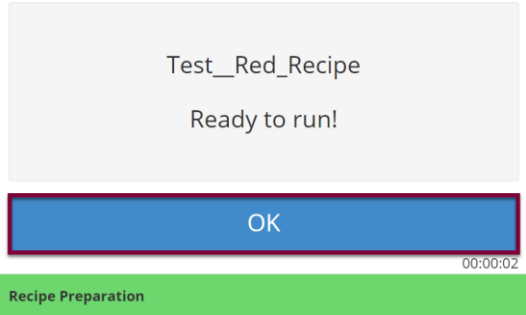 Test__Red_Recipe
Ready to run!
OK
00:00:02
Recipe Preparation